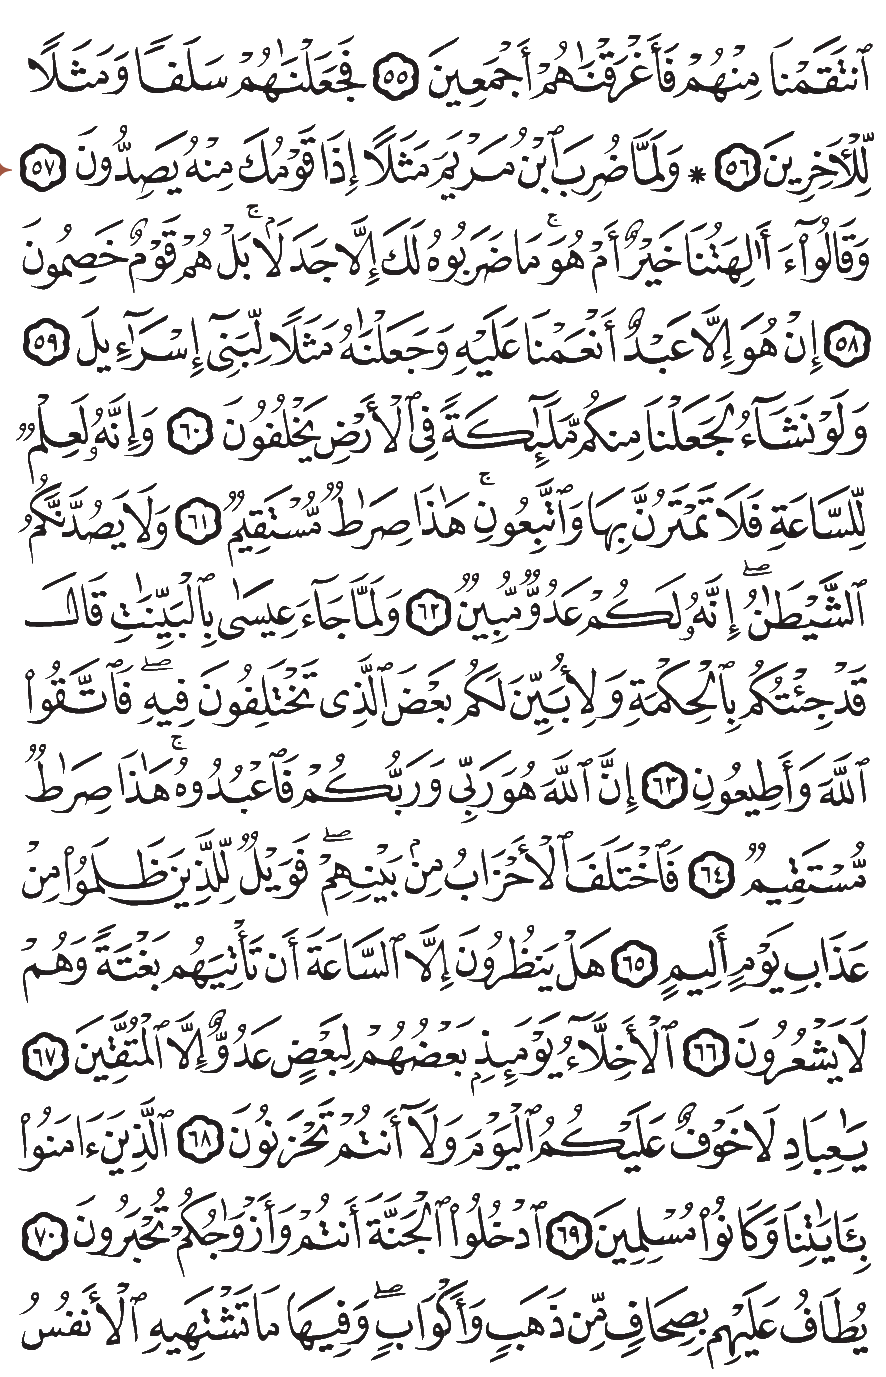 ٱنتَقَمۡنَا مِنۡهُمۡ فَأَغۡرَقۡنَٰهُمۡ أَجۡمَعِينَ ٥٥ فَجَعَلۡنَٰهُمۡ سَلَفٗا وَمَثَلٗا
لِّلۡأٓخِرِينَ ٥٦ * وَلَمَّا ضُرِبَ ٱبۡنُ مَرۡيَمَ مَثَلًا إِذَا قَوۡمُكَ مِنۡهُ يَصِدُّونَ ٥٧
وَقَالُوٓاْ ءَأَٰلِهَتُنَا خَيۡرٌ أَمۡ هُوَۚ مَا ضَرَبُوهُ لَكَ إِلَّا جَدَلَۢاۚ بَلۡ هُمۡ قَوۡمٌ خَصِمُونَ
٥٨ إِنۡ هُوَ إِلَّا عَبۡدٌ أَنۡعَمۡنَا عَلَيۡهِ وَجَعَلۡنَٰهُ مَثَلٗا لِّبَنِيٓ إِسۡرَٰٓءِيلَ ٥٩
وَلَوۡ نَشَآءُ لَجَعَلۡنَا مِنكُم مَّلَٰٓئِكَةٗ فِي ٱلۡأَرۡضِ يَخۡلُفُونَ ٦٠ وَإِنَّهُۥ لَعِلۡمٞ
لِّلسَّاعَةِ فَلَا تَمۡتَرُنَّ بِهَا وَٱتَّبِعُونِۚ هَٰذَا صِرَٰطٞ مُّسۡتَقِيمٞ ٦١ وَلَا يَصُدَّنَّكُمُ
ٱلشَّيۡطَٰنُۖ إِنَّهُۥ لَكُمۡ عَدُوّٞ مُّبِينٞ ٦٢ وَلَمَّا جَآءَ عِيسَىٰ بِٱلۡبَيِّنَٰتِ قَالَ
قَدۡ جِئۡتُكُم بِٱلۡحِكۡمَةِ وَلِأُبَيِّنَ لَكُم بَعۡضَ ٱلَّذِي تَخۡتَلِفُونَ فِيهِۖ فَٱتَّقُواْ
ٱللَّهَ وَأَطِيعُونِ ٦٣ إِنَّ ٱللَّهَ هُوَ رَبِّي وَرَبُّكُمۡ فَٱعۡبُدُوهُۚ هَٰذَا صِرَٰطٞ
مُّسۡتَقِيمٞ ٦٤ فَٱخۡتَلَفَ ٱلۡأَحۡزَابُ مِنۢ بَيۡنِهِمۡۖ فَوَيۡلٞ لِّلَّذِينَ ظَلَمُواْ مِنۡ
عَذَابِ يَوۡمٍ أَلِيمٍ ٦٥ هَلۡ يَنظُرُونَ إِلَّا ٱلسَّاعَةَ أَن تَأۡتِيَهُم بَغۡتَةٗ وَهُمۡ
لَا يَشۡعُرُونَ ٦٦ ٱلۡأَخِلَّآءُ يَوۡمَئِذِۭ بَعۡضُهُمۡ لِبَعۡضٍ عَدُوٌّ إِلَّا ٱلۡمُتَّقِينَ ٦٧
يَٰعِبَادِ لَا خَوۡفٌ عَلَيۡكُمُ ٱلۡيَوۡمَ وَلَآ أَنتُمۡ تَحۡزَنُونَ ٦٨ ٱلَّذِينَ ءَامَنُواْ
بِـَٔايَٰتِنَا وَكَانُواْ مُسۡلِمِينَ ٦٩ ٱدۡخُلُواْ ٱلۡجَنَّةَ أَنتُمۡ وَأَزۡوَٰجُكُمۡ تُحۡبَرُونَ ٧٠
يُطَافُ عَلَيۡهِم بِصِحَافٖ مِّن ذَهَبٖ وَأَكۡوَابٖۖ وَفِيهَا مَا تَشۡتَهِيهِ ٱلۡأَنفُسُ